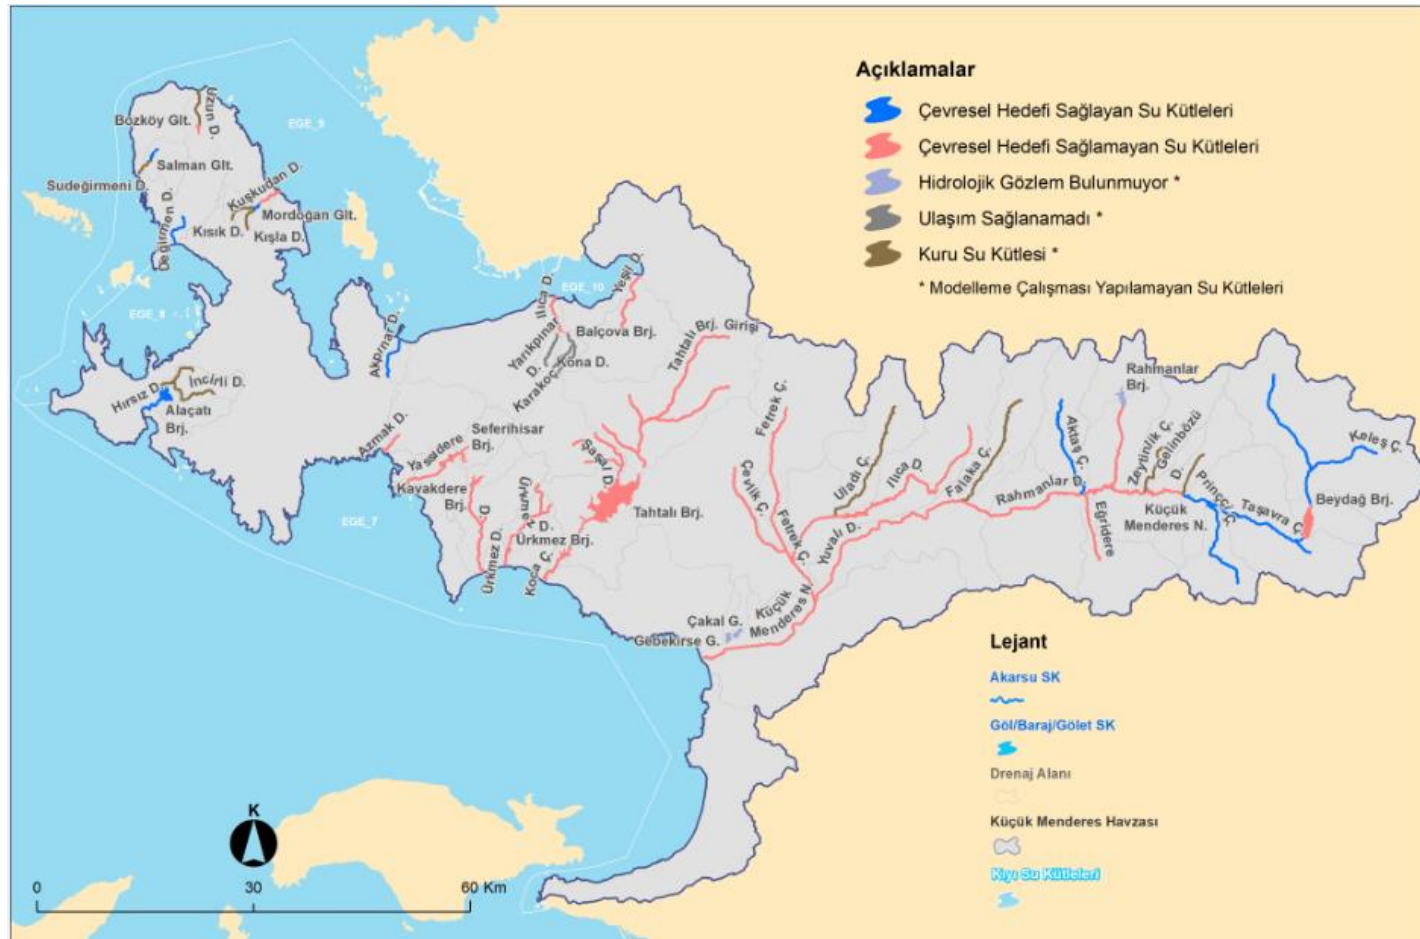 Açıklamalar
Çevresel Hedefi Sağlayan Su Kütleleri
Çevresel Hedefi Sağlamayan Su Kütleleri
Hidrolojik Gözlem Bulunmuyor *
Ulaşım Sağlanamadı *
Kuru Su Kütlesi *
* Modelleme Çalışması Yapılamayan Su Kütleleri
Uzun D.
Bozköy Glt.
EGE_9
Salman Glt.
Sudeğirmeni D.
Kuşkudan D.
Mordoğan Glt.
Değirmen D.
Kısık D.
Kışla D.
EGE_8
EGE_10
Ilıca D.
Yeşil D.
Akpınar D.
Yarıkpınar
D.
Balçova Brj.
Kona D.
Karakoç
Tahtalı Brj. Girişi
Hırsız D.
İncirli D.
Alaçatı
Brj.
Azmak D.
Seferihisar
Brj.
Yassıdere
Kavakdere
Brj.
D.
Ürkmez D.
Ürkmez
D.
Ürkmez Brj.
Koca Ç.
Şaşal D.
Tahtalı Brj.
EGE_7
Fetrek Ç.
Çevlik Ç.
Fetrek Ç.
Uladı Ç.
Ilıca D.
Yuvalı D.
Falaka Ç.
Rahmanlar D.
Aktaş Ç.
Rahmanlar
Brj.
Eğridere
Zeytinlik Ç.
Gelinbözü
D.
Prinççi Ç.
Küçük
Menderes N.
Taşavra Ç.
Keleş Ç.
Beydağ Brj.
Çakal G.
Gebekirse G.
Küçük
Menderes N.
Lejant
Akarsu SK
Göl/Baraj/Gölet SK
Drenaj Alanı
Küçük Menderes Havzası
Kıyı Su Kütleleri
K
0 30 60 Km